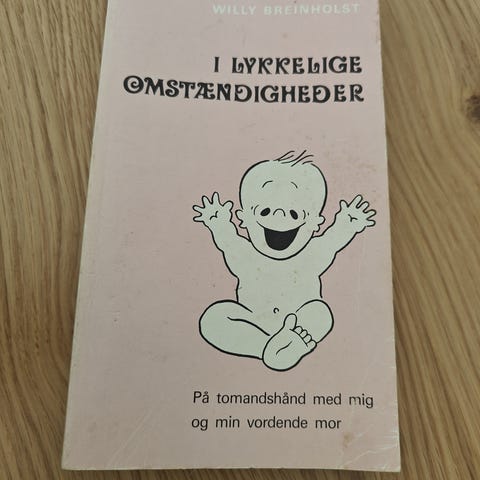 WILLY BREINHOLST
I LYKKELIGE
OMSTÆNDIGHEDER
På tomandshånd med mig
og min vordende mor